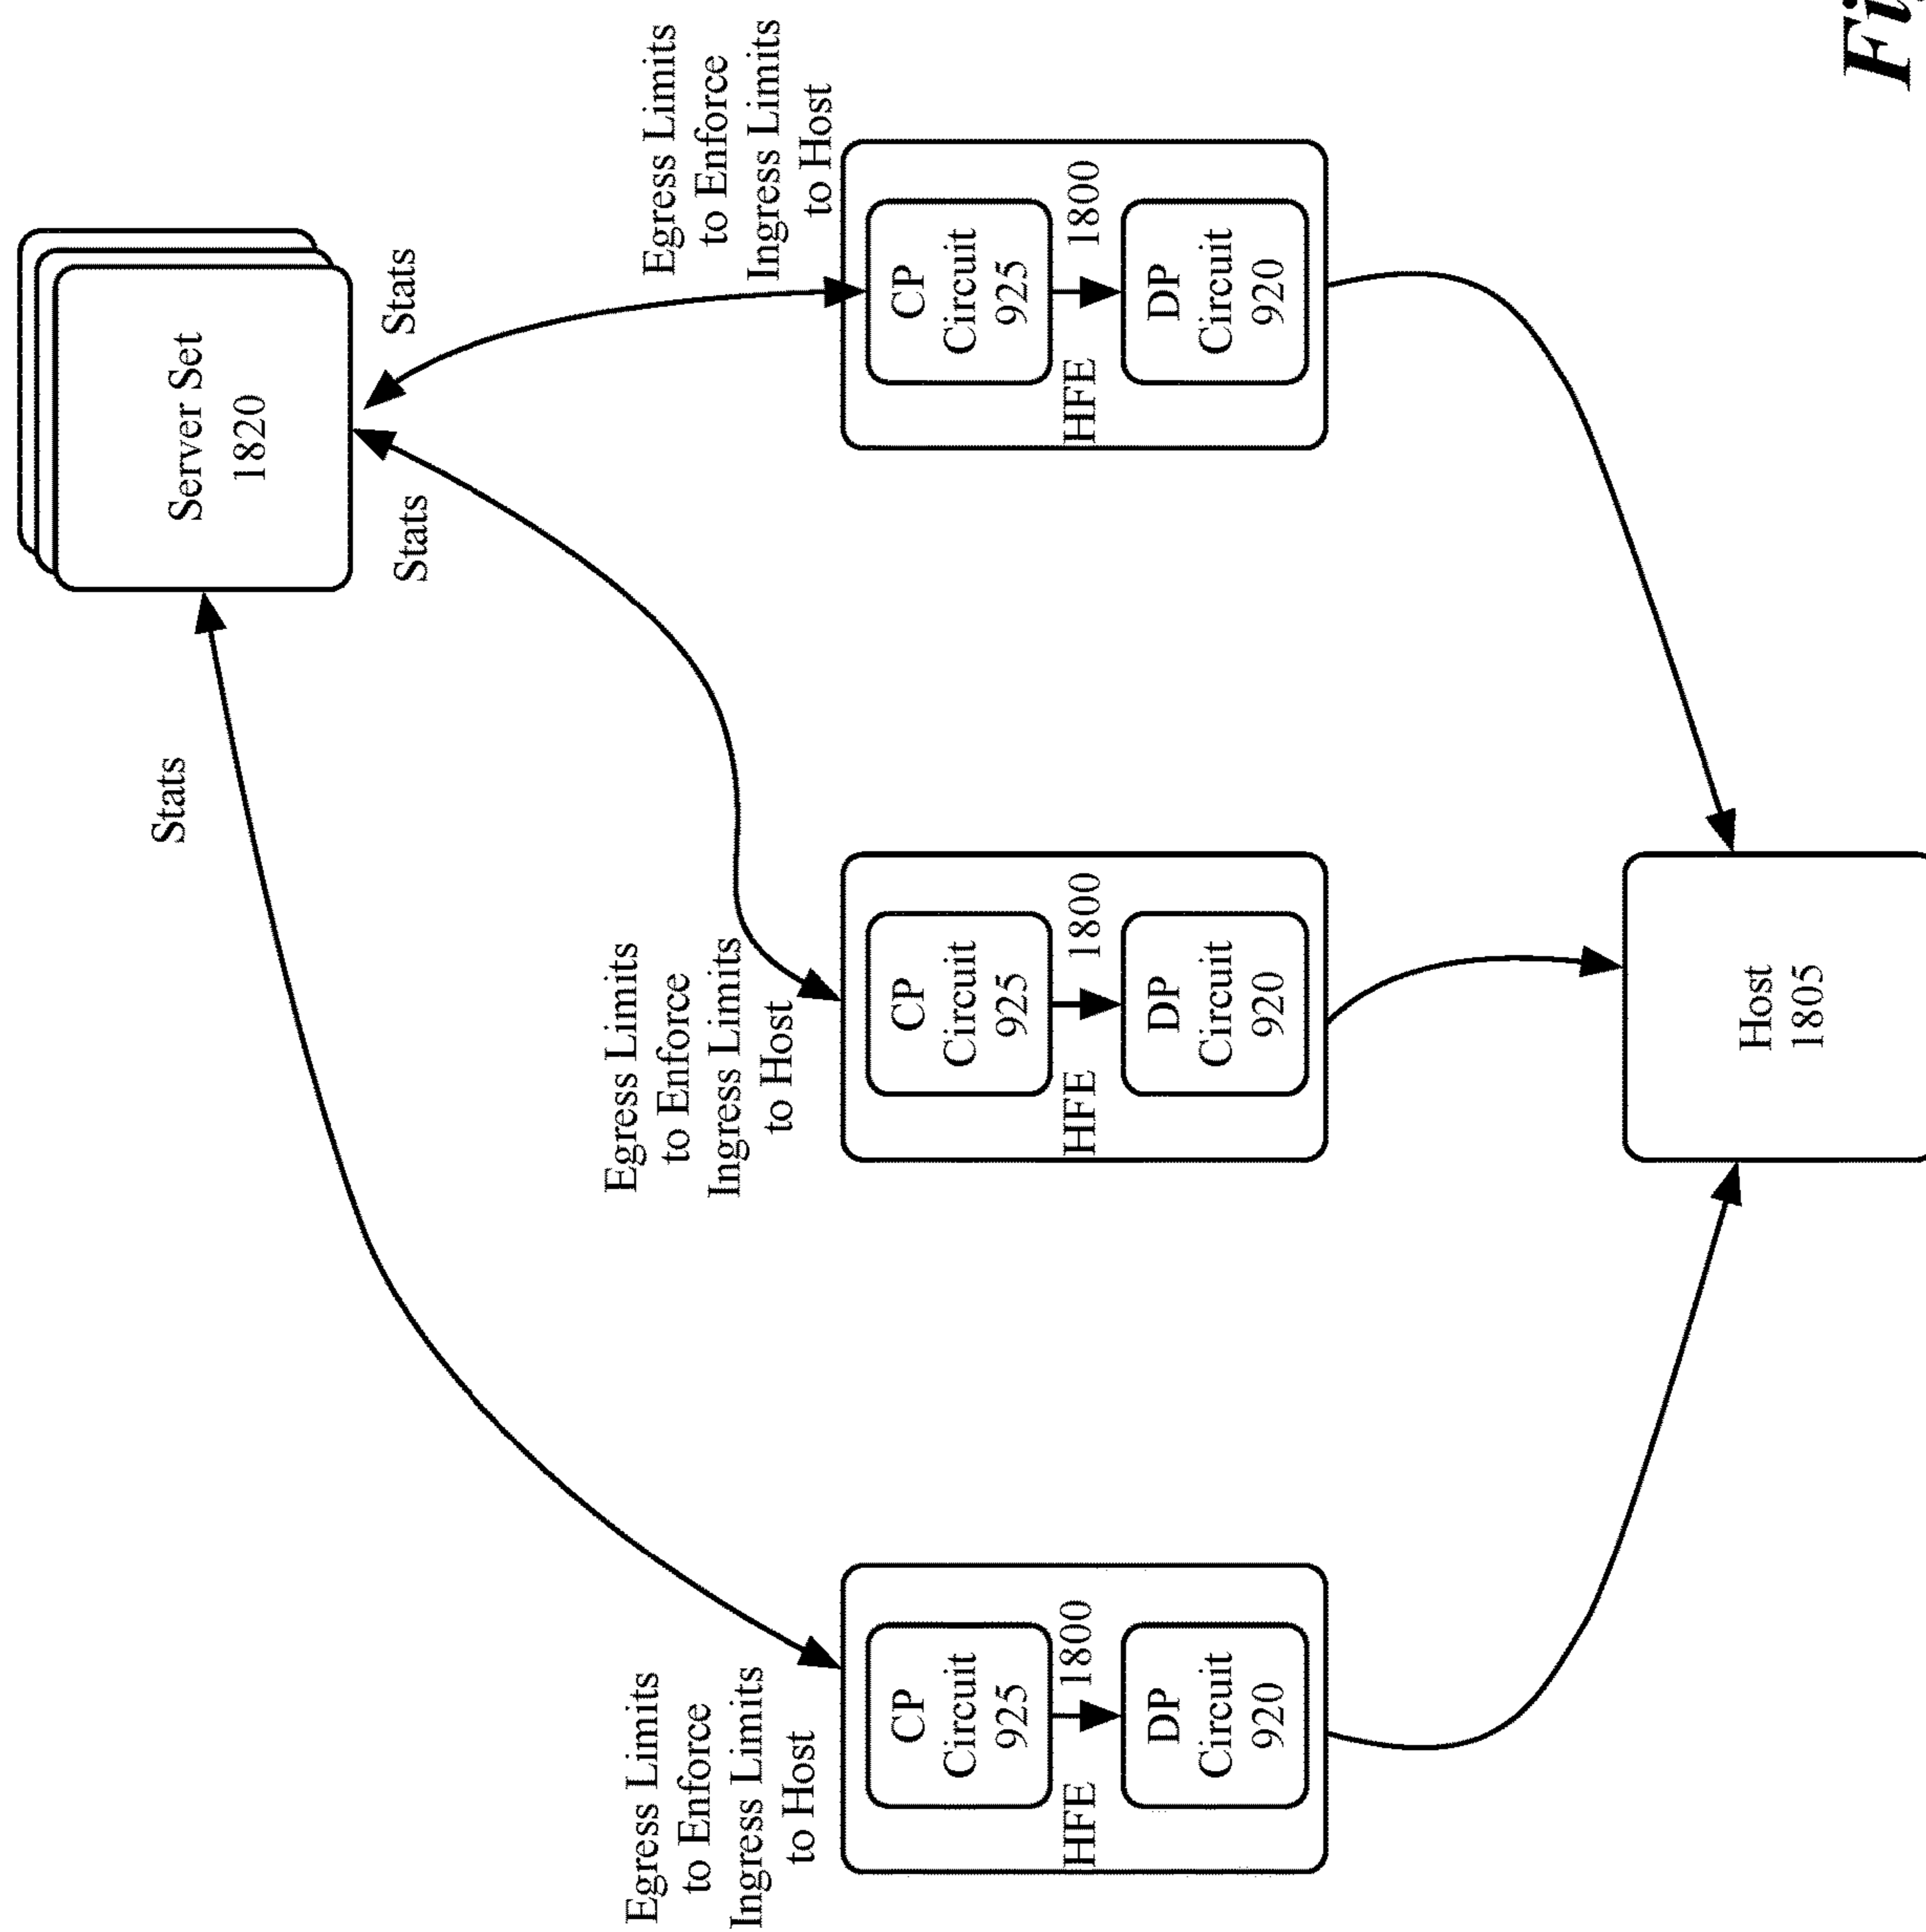 Stats
Server Set
1820
Stats
Stats
Egress Limits
to Enforce
Ingress Limits
to Host
Egress Limits
to Enforce
Ingress Limits
to Host
Egress Limits
to Enforce
Ingress Limits
to Host
CP
Circuit
925
HFE 1800
DP
Circuit
920
CP
Circuit
925
HFE 1800
DP
Circuit
920
CP
Circuit
925
HFE 1800
DP
Circuit
920
Host
1805